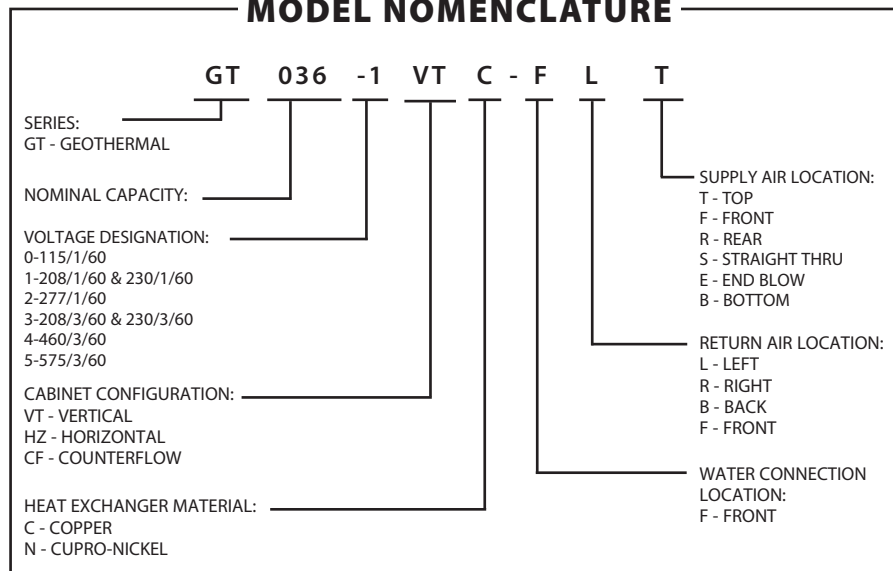 MODEL NOMENCLATURE
GT 036 -1 VT C - F L T
SERIES:
GT - GEOTHERMAL
NOMINAL CAPACITY:
VOLTAGE DESIGNATION:
0-115/1/60
1-208/1/60 & 230/1/60
2-277/1/60
3-208/3/60 & 230/3/60
4-460/3/60
5-575/3/60
CABINET CONFIGURATION:
VT - VERTICAL
HZ - HORIZONTAL
CF - COUNTERFLOW
HEAT EXCHANGER MATERIAL:
C - COPPER
N - CUPRO-NICKEL
SUPPLY AIR LOCATION:
T - TOP
F - FRONT
R - REAR
S - STRAIGHT THRU
E - END BLOW
B - BOTTOM
RETURN AIR LOCATION:
L - LEFT
R - RIGHT
B - BACK
F - FRONT
WATER CONNECTION
LOCATION:
F - FRONT